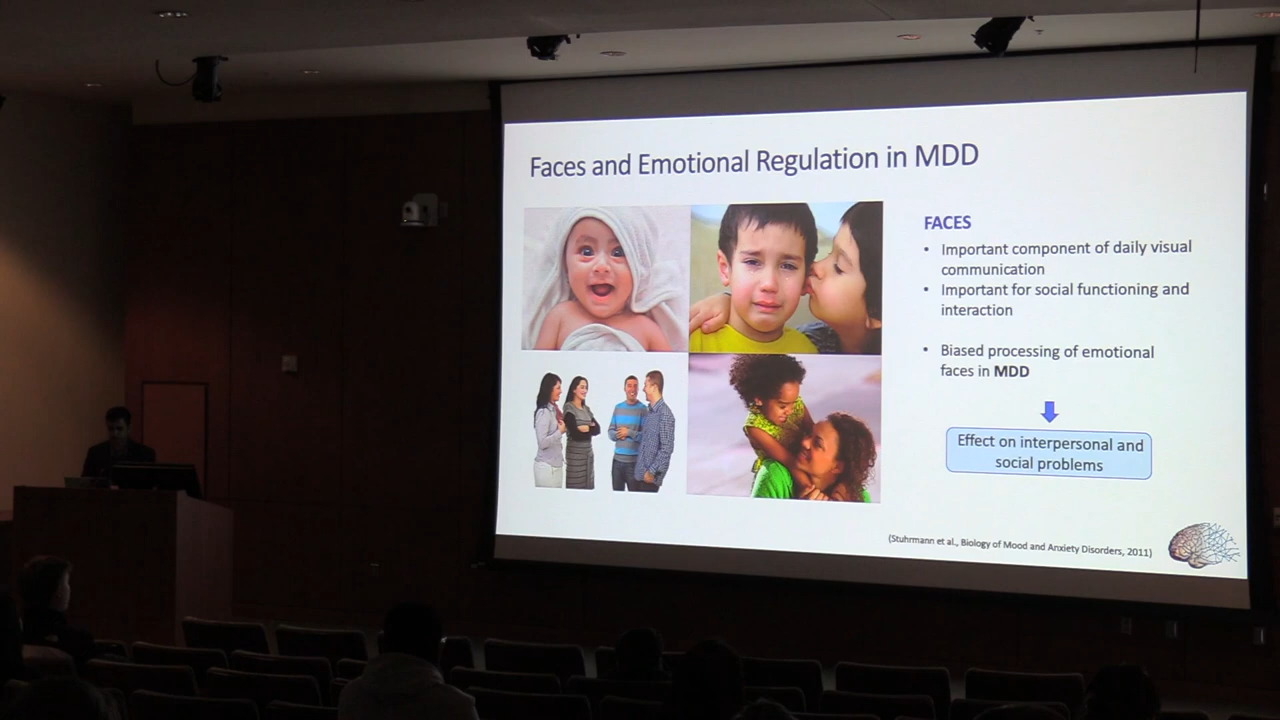 Faces and Emotional Regulation in MDD
FACES
• Important component of daily visual
communication
• Important for social functioning and
interaction
• Biased processing of emotional
faces in MDD
Effect on interpersonal and
social problems
(Stuhrmann et al., Biology of Mood and Anxiety Disorders, 2011)